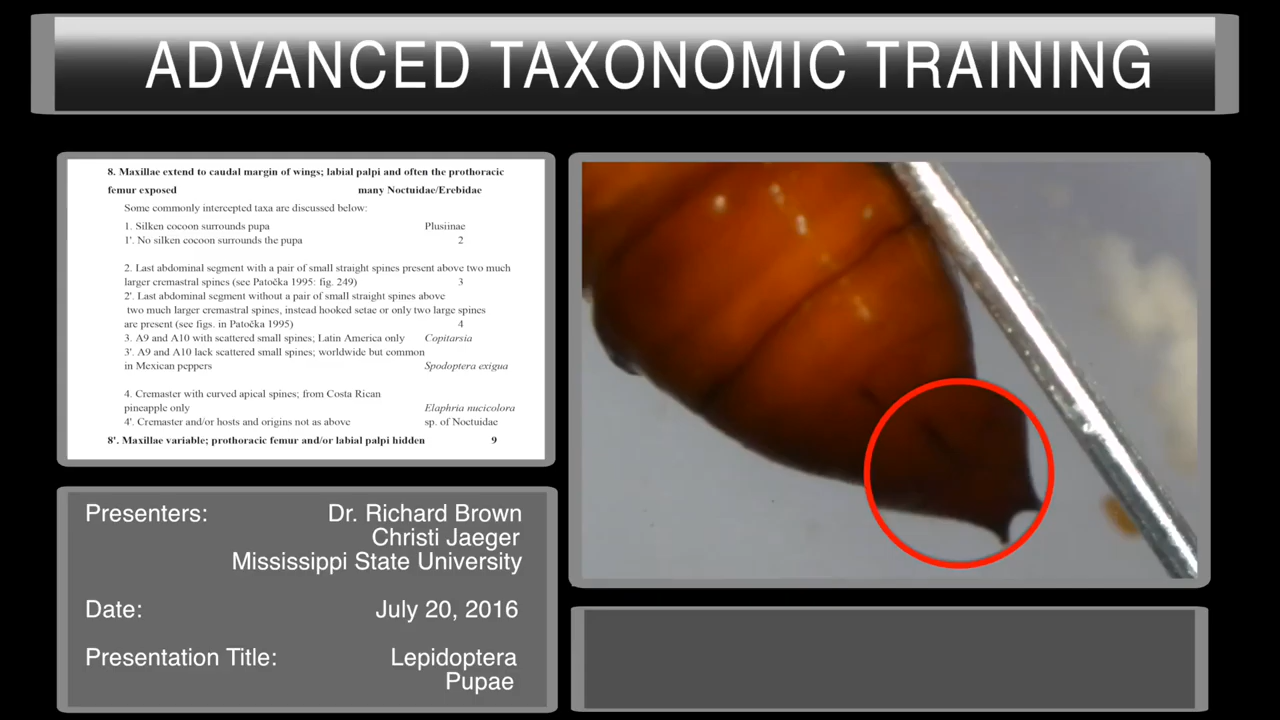 ADVANCED TAXONOMIC TRAINING
8. Maxillae extend to caudal margin of wings; labial palpi and often the prothoracic
femur exposed many Noctuidae/Erebidae
Some commonly intercepted taxa are discussed below:
1. Silken cocoon surrounds pupa Plusiinae
1'. No silken cocoon surrounds the pupa 2
2. Last abdominal segment with a pair of small straight spines present above two much
larger cremastral spines (see Patočka 1995: fig. 249) 3
2'. Last abdominal segment without a pair of small straight spines above
two much larger cremastral spines, instead hooked setae or only two large spines
are present (see figs. in Patočka 1995) 4
3. A9 and A10 with scattered small spines; Latin America only Copitarsia
3'. A9 and A10 lack scattered small spines; worldwide but common
in Mexican peppers Spodoptera exigua
4. Cremaster with curved apical spines; from Costa Rican
pineapple only Elaphria nucicolora
4'. Cremaster and/or hosts and origins not as above sp. of Noctuidae
8'. Maxillae variable; prothoracic femur and/or labial palpi hidden 9
Presenters: Dr. Richard Brown
Christi Jaeger
Mississippi State University
Date: July 20, 2016
Presentation Title: Lepidoptera
Pupae